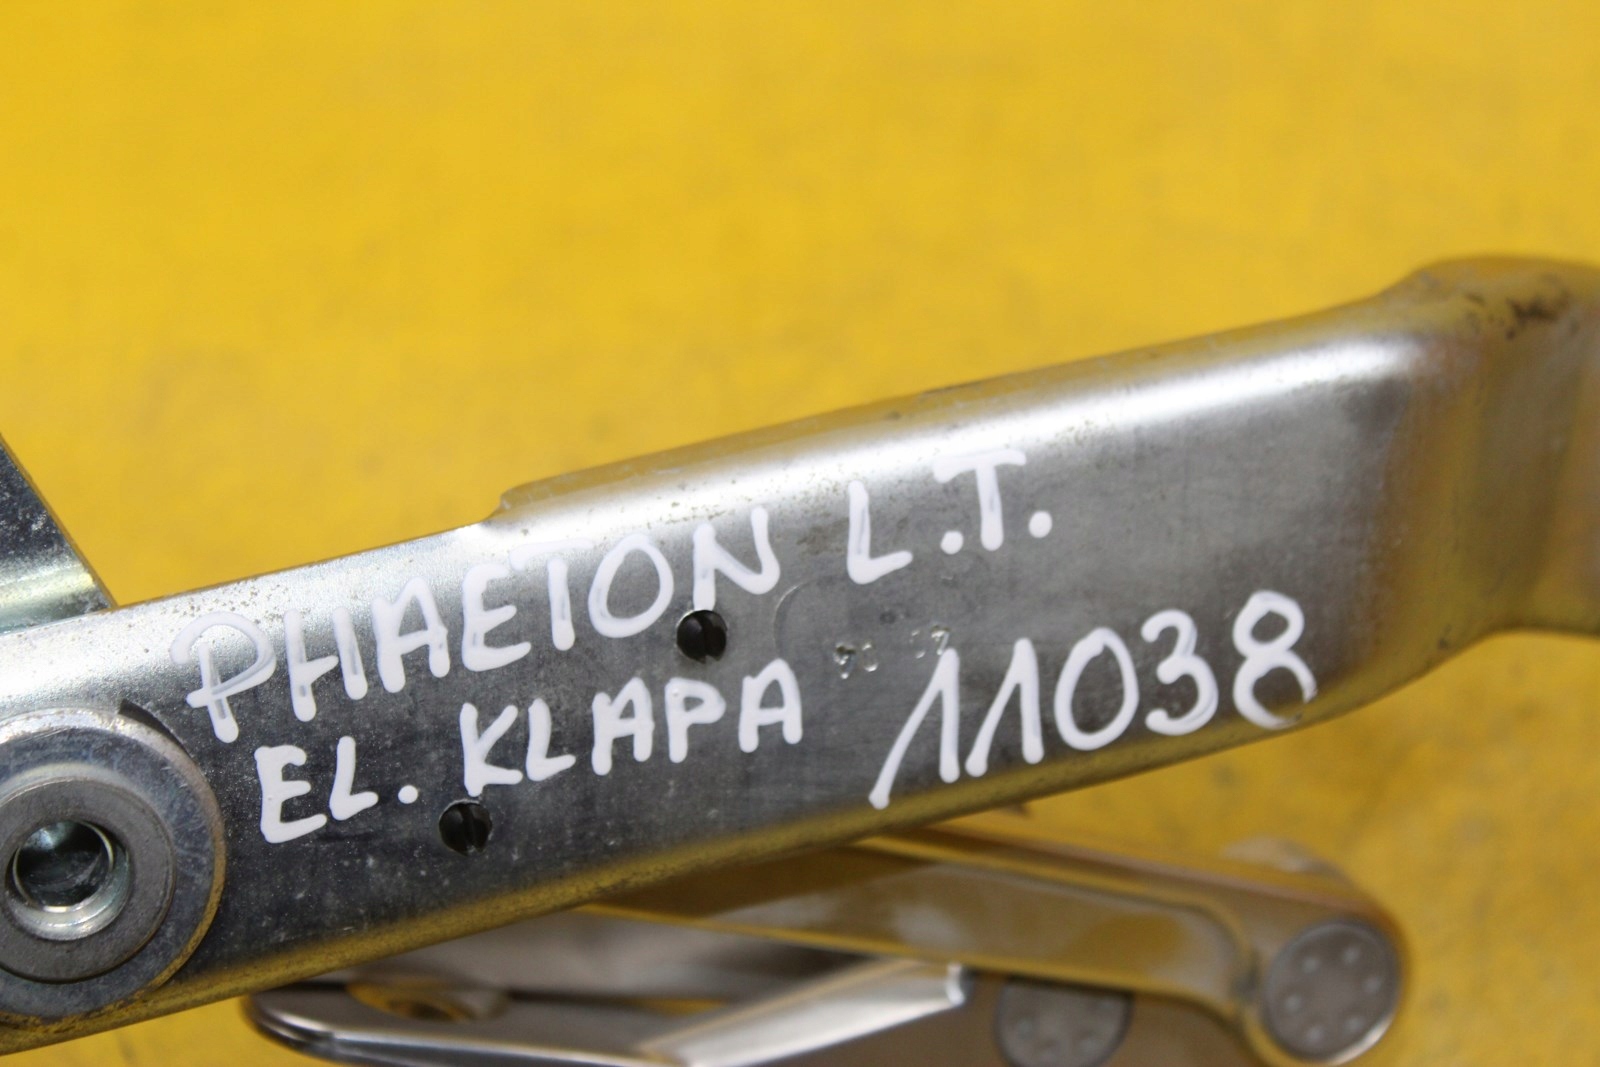 PHAETON L.T.
EL. KLAPA 11038